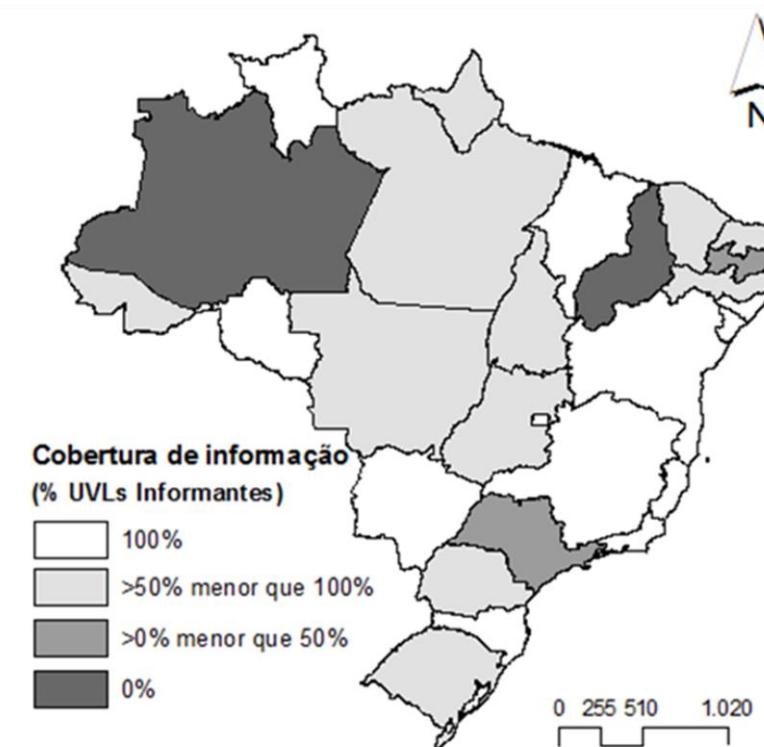 N
Cobertura de informação
(% UVLs Informantes)
100%
>50% menor que 100%
>0% menor que 50%
0%
0 255 510 1.020